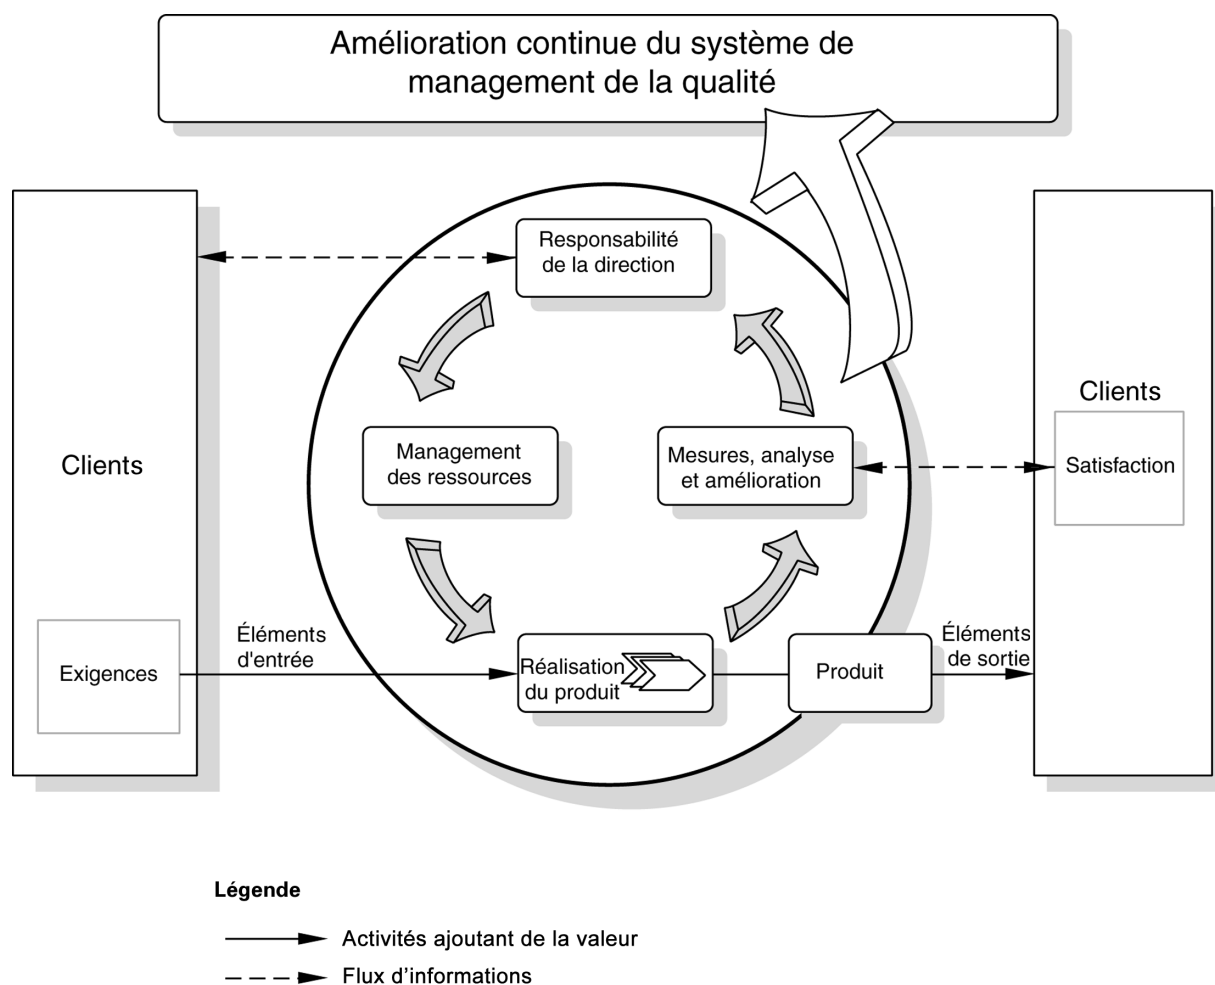 Amélioration continue du système de
management de la qualité
Responsabilité
de la direction
Clients
Management
des ressources
Mesures, analyse
et amélioration
Clients
Satisfaction
Exigences
Éléments
d'entrée
Réalisation
du produit
Produit
Éléments
de sortie
Légende
Activités ajoutant de la valeur
Flux d’informations